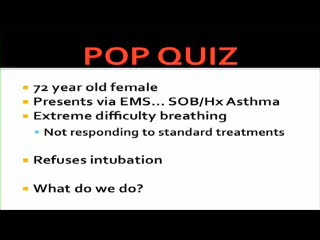 POP QUIZ
72 year old female
Presents via EMS... SOB/Hx Asthma
Extreme difficulty breathing
Not responding to standard treatments
Refuses intubation
What do we do?